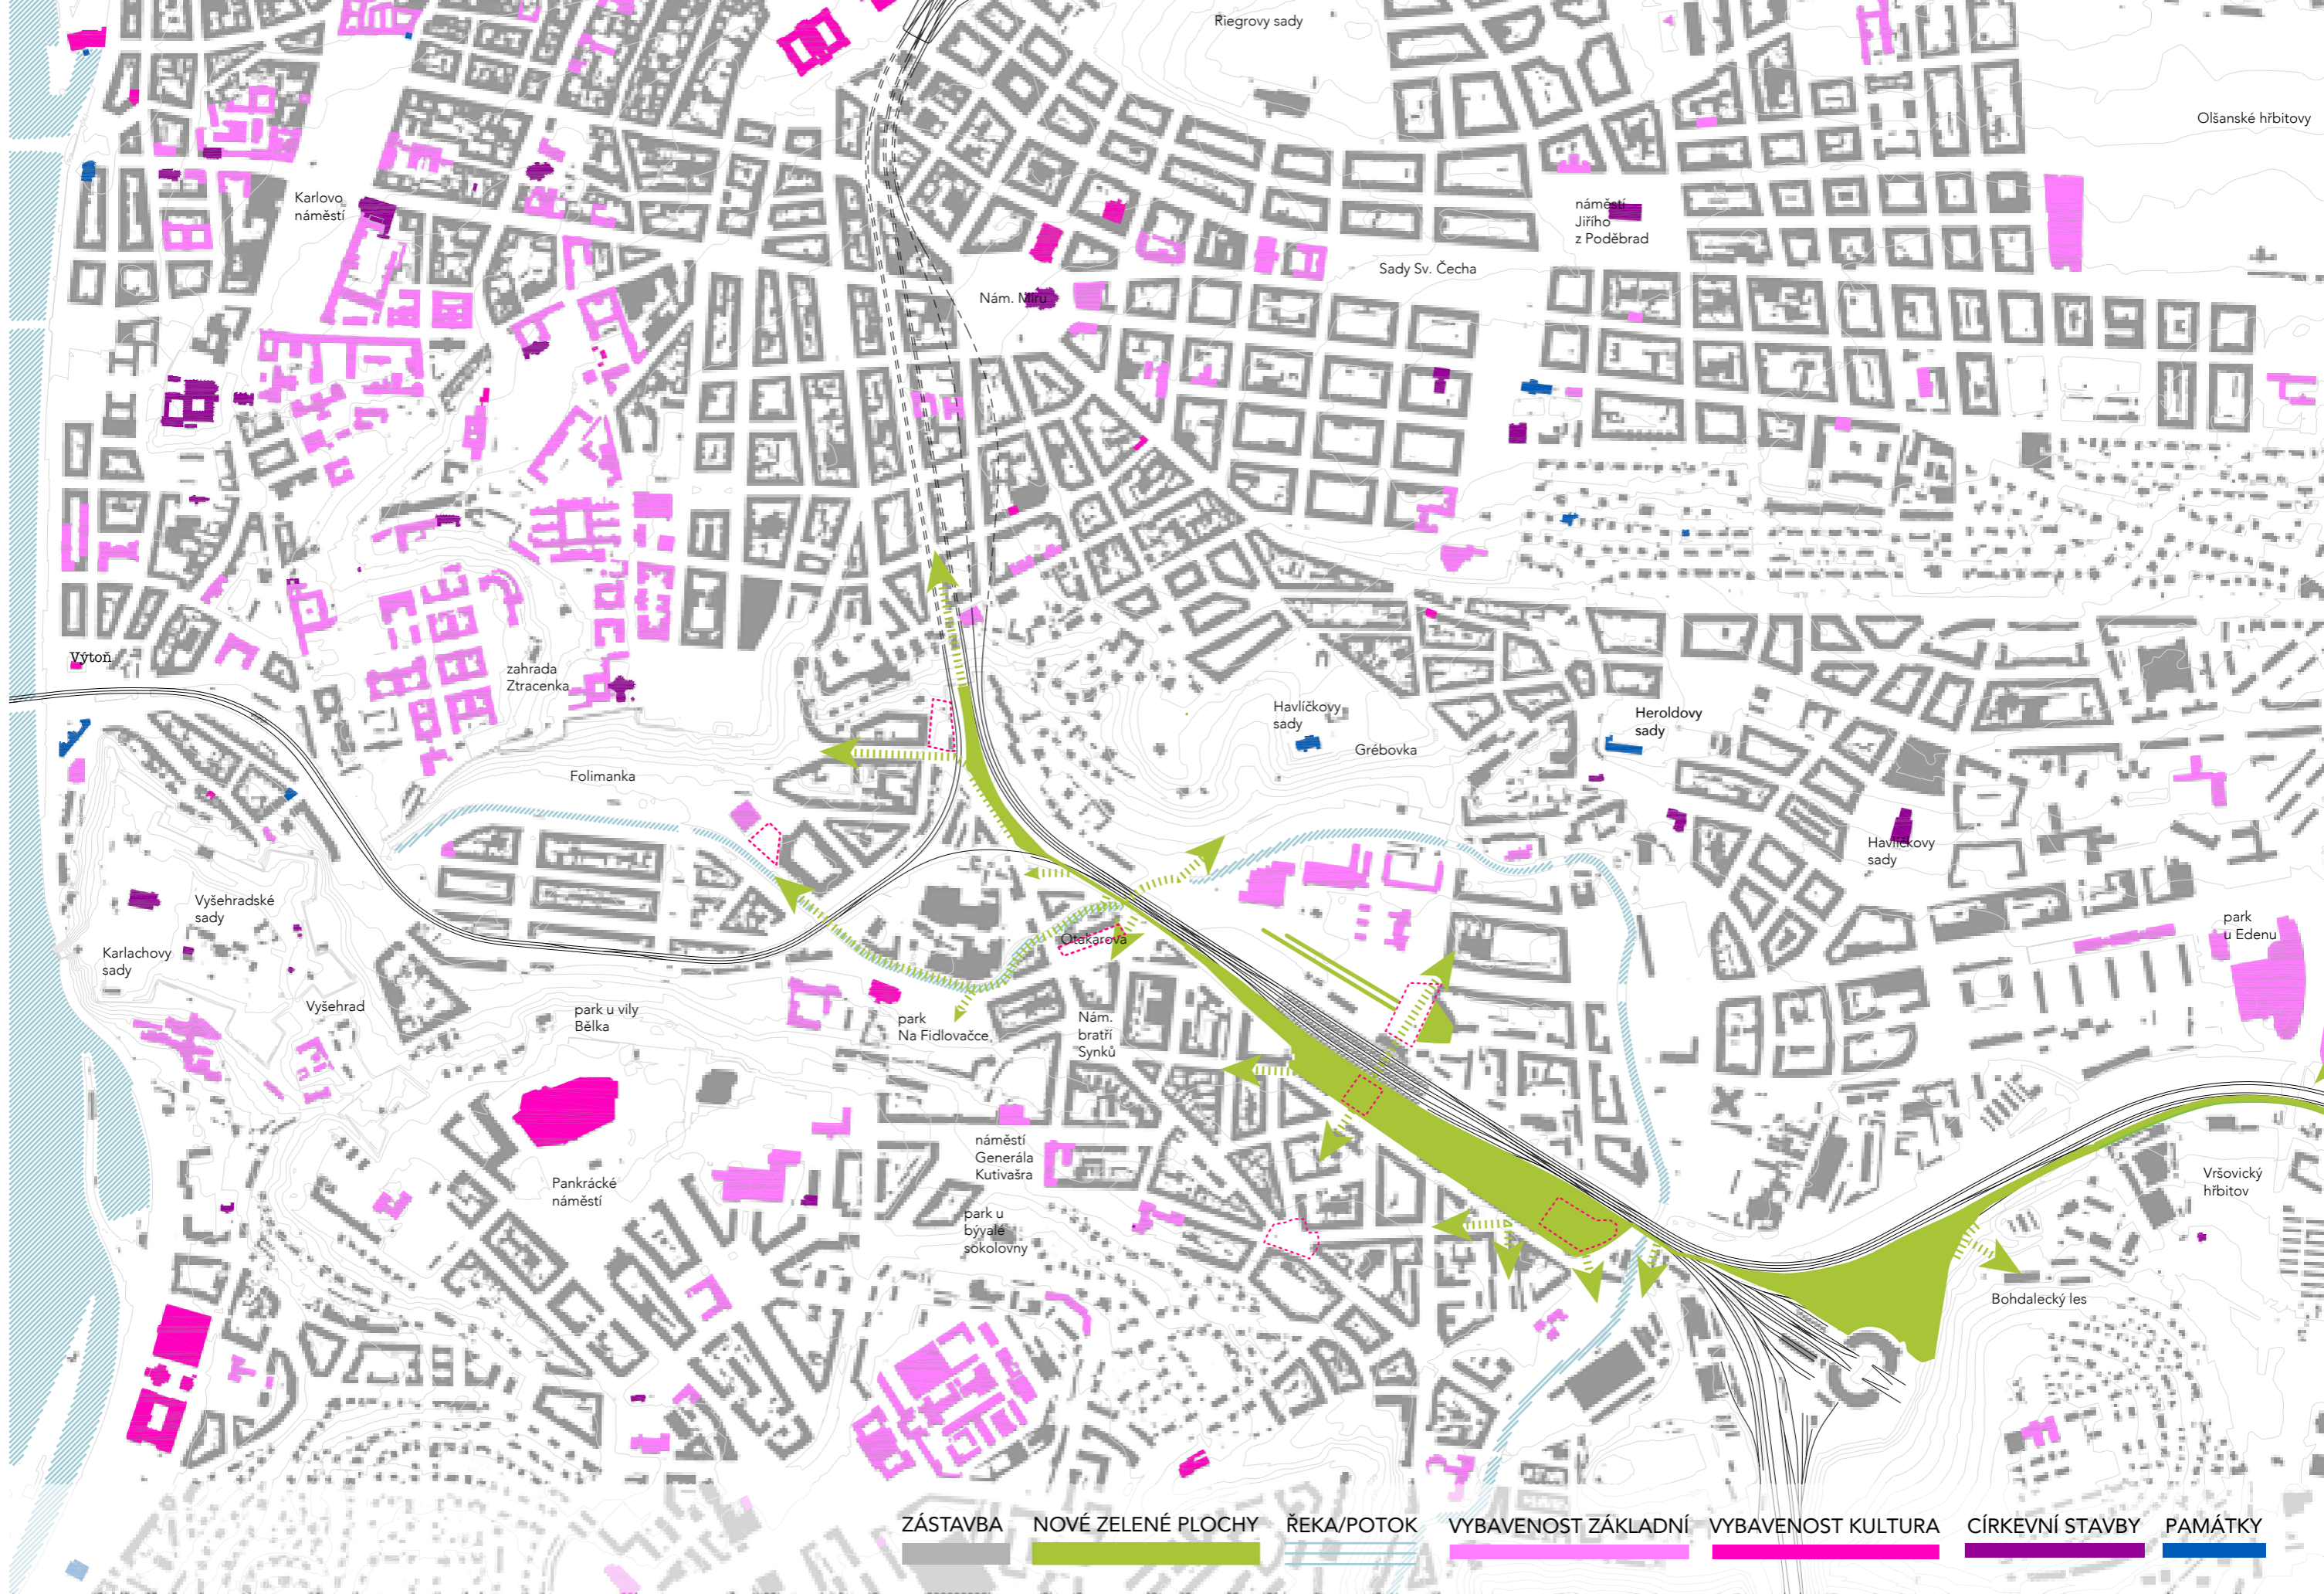 Riegrovy sady
Olšanské hřbitovy
Karlovo
náměstí
náměstí
Jiřího
z Poděbrad
Sady Sv. Čecha
Nám. Míru
Výtoň
zahrada
Ztracenka
Havlíčkovy
sady
Grébovka
Heroldovy
sady
Folimanka
Havlíčkovy
sady
Vyšehradské
sady
Karlachovy
sady
Vyšehrad
park u vily
Bělka
park
Na Fidlovačce
Otakarova
Nám.
bratří
Synků
park
u Edenu
náměstí
Generála
Kutivašra
Pankrácké
náměstí
park u
bývalé
sokolovny
Vršovický
hřbitov
Bohdalecký les
ZÁSTAVBA
NOVÉ ZELENÉ PLOCHY
ŘEKA/POTOK
VYBAVENOST ZÁKLADNÍ
VYBAVENOST KULTURA
CÍRKEVNÍ STAVBY
PAMÁTKY